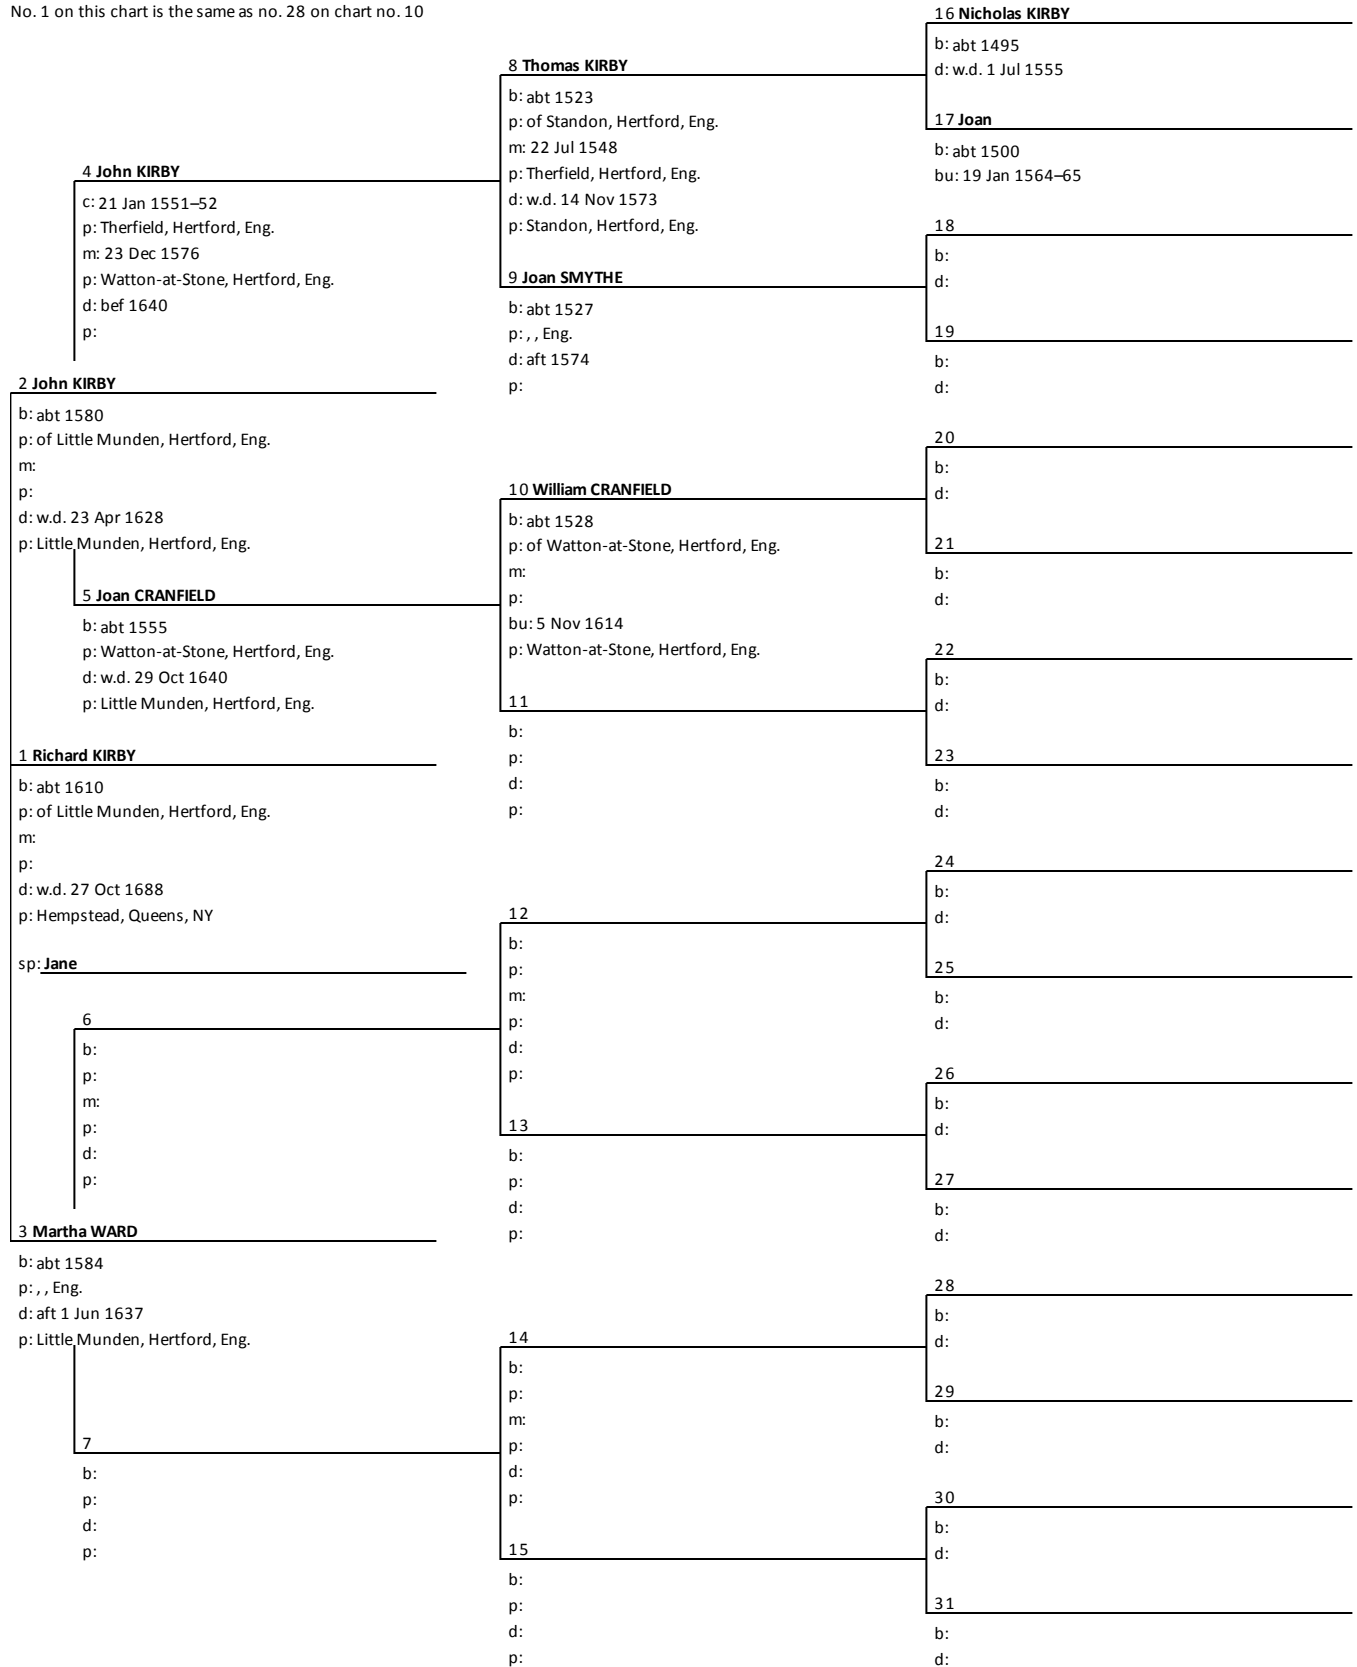 No. 1 on this chart is the same as no. 28 on chart no. 10
4 John KIRBY
c: 21 Jan 1551–52
p: Therfield, Hertford, Eng.
m: 23 Dec 1576
p: Watton-at-Stone, Hertford, Eng.
d: bef 1640
p:
2 John KIRBY
b: abt 1580
p: of Little Munden, Hertford, Eng.
m:
p:
d: w.d. 23 Apr 1628
p: Little Munden, Hertford, Eng.
5 Joan CRANFIELD
b: abt 1555
p: Watton-at-Stone, Hertford, Eng.
d: w.d. 29 Oct 1640
p: Little Munden, Hertford, Eng.
1 Richard KIRBY
b: abt 1610
p: of Little Munden, Hertford, Eng.
m:
p:
d: w.d. 27 Oct 1688
p: Hempstead, Queens, NY
sp: Jane
6
b:
p:
m:
p:
d:
p:
3 Martha WARD
b: abt 1584
p: , , Eng.
d: aft 1 Jun 1637
p: Little Munden, Hertford, Eng.
7
b:
p:
d:
p:
8 Thomas KIRBY
b: abt 1523
p: of Standon, Hertford, Eng.
m: 22 Jul 1548
p: Therfield, Hertford, Eng.
d: w.d. 14 Nov 1573
p: Standon, Hertford, Eng.
9 Joan SMYTHE
b: abt 1527
p: , , Eng.
d: aft 1574
p:
10 William CRANFIELD
b: abt 1528
p: of Watton-at-Stone, Hertford, Eng.
m:
p:
bu: 5 Nov 1614
p: Watton-at-Stone, Hertford, Eng.
11
b:
p:
d:
p:
12
b:
p:
m:
p:
d:
p:
13
b:
p:
d:
p:
14
b:
p:
m:
p:
d:
p:
15
b:
p:
d:
p:
16 Nicholas KIRBY
b: abt 1495
d: w.d. 1 Jul 1555
17 Joan
b: abt 1500
bu: 19 Jan 1564–65
18
b:
d:
19
b:
d:
20
b:
d:
21
b:
d:
22
b:
d:
23
b:
d:
24
b:
d:
25
b:
d:
26
b:
d:
27
b:
d:
28
b:
d:
29
b:
d:
30
b:
d:
31
b:
d: